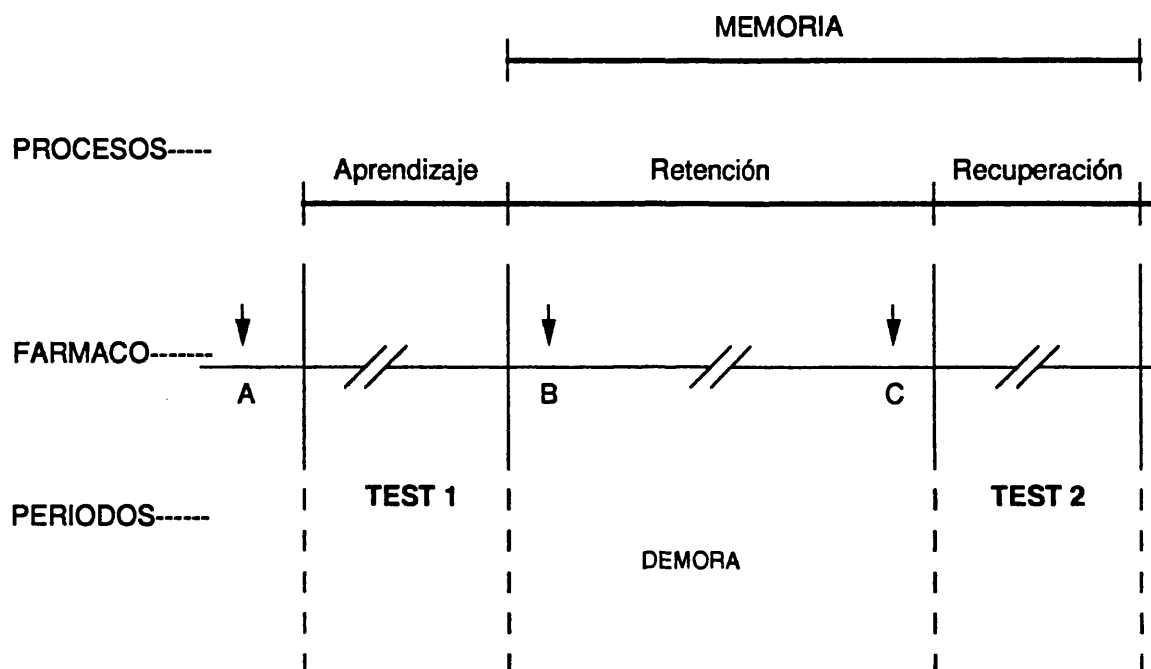 MEMORIA
PROCESOS-----
Aprendizaje Retención Recuperación
FARMACO-------
A B C
TEST 1 TEST 2
PERIODOS------
DEMORA